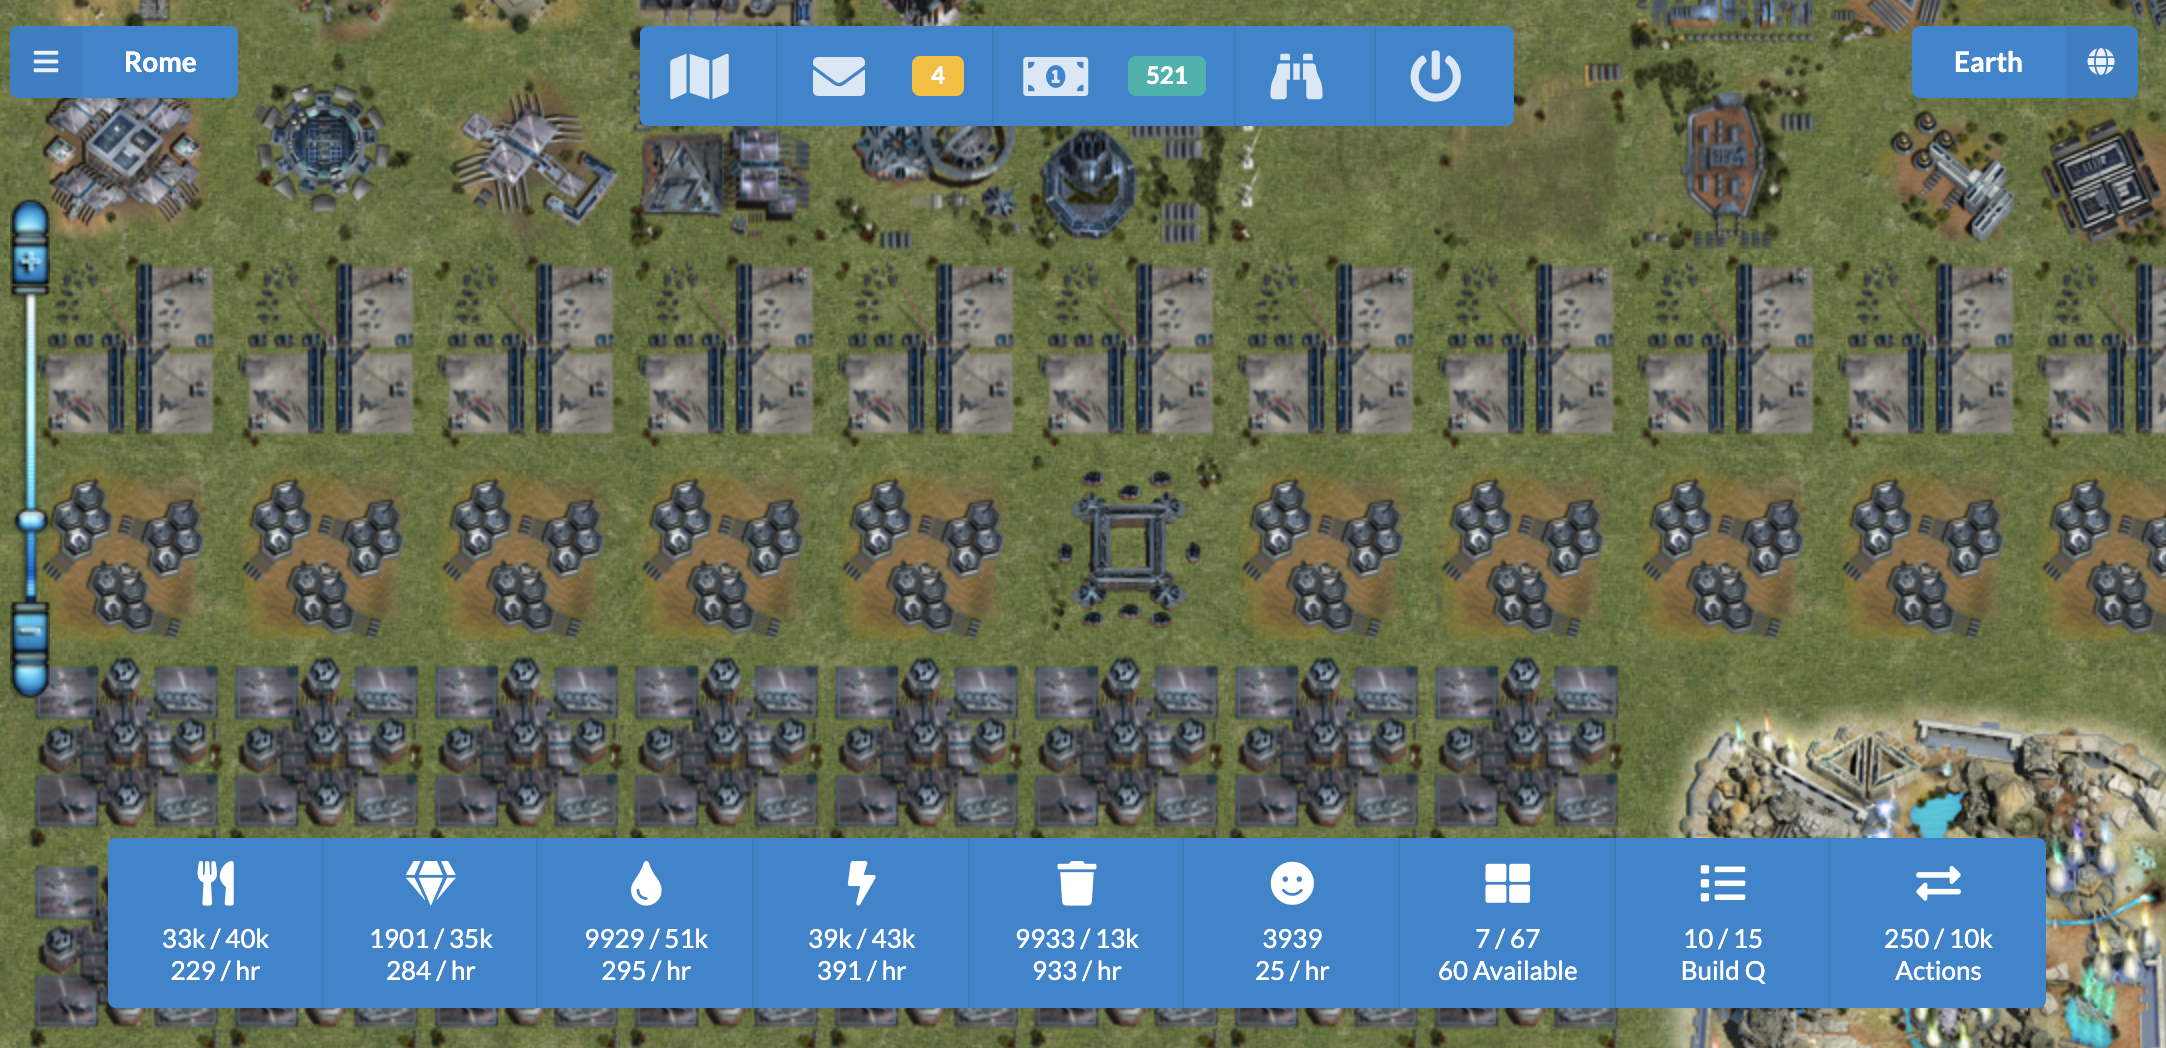 Rome
4
1
521
Earth
33k / 40k
229 / hr
1901 / 35k
284 / hr
9929 / 51k
295 / hr
39k / 43k
391 / hr
9933 / 13k
933 / hr
3939
25 / hr
7 / 67
60 Available
10 / 15
Build Q
250 / 10k
Actions